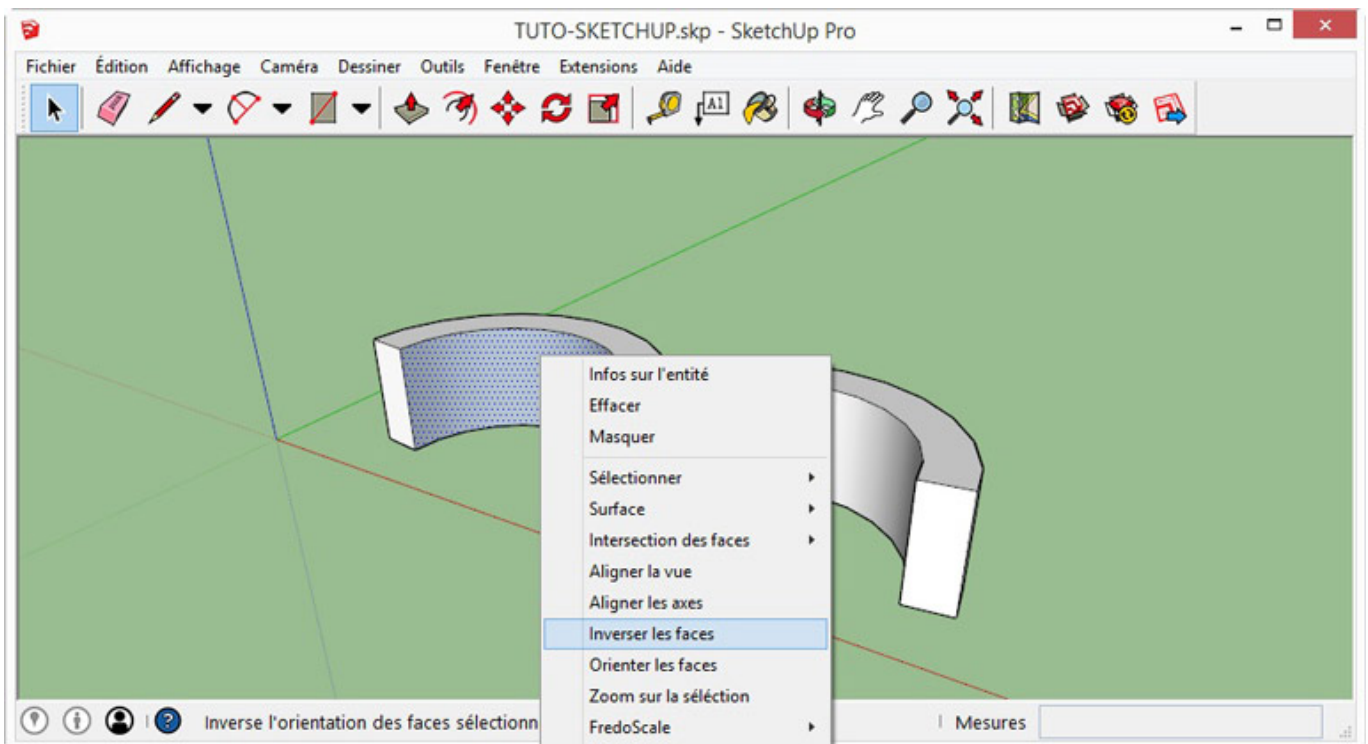 TUTO-SKETCHUP.skp - SketchUp Pro
Fichier Édition Affichage Caméra Dessiner Outils Fenêtre Extensions Aide
A1
Infos sur l'entité
Effacer
Masquer
Sélectionner
Surface
Intersection des faces
Aligner la vue
Aligner les axes
Inverser les faces
Orienter les faces
Zoom sur la séléction
FredoScale
Inverse l'orientation des faces sélectionn
Mesures